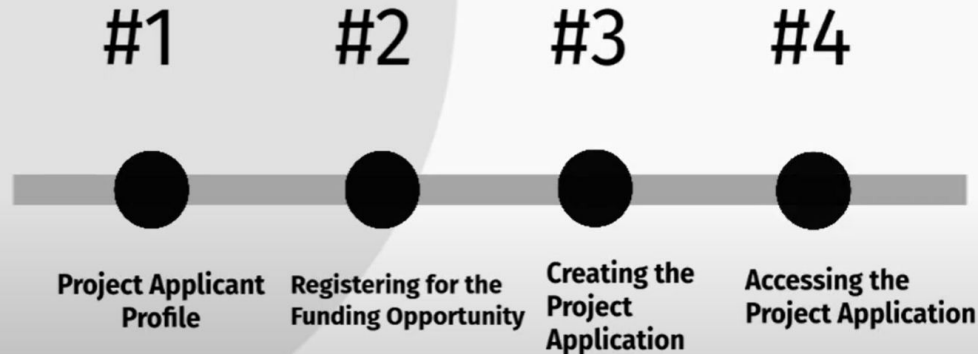 #1
#2
#3
#4
Project Applicant
Profile
Registering for the
Funding Opportunity
Creating the
Project
Application
Accessing the
Project Application